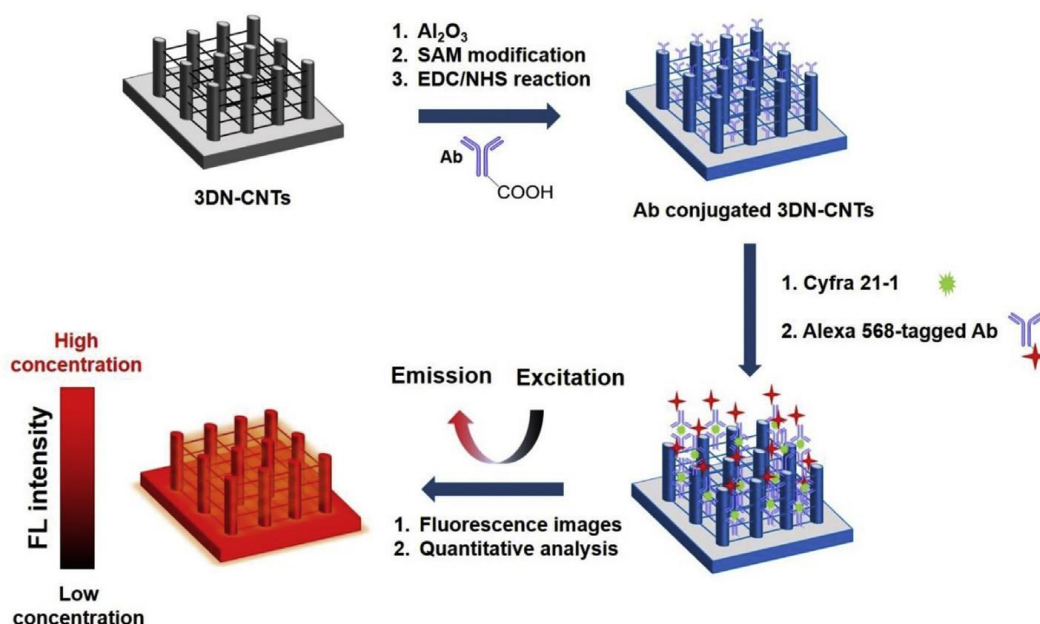 3DN-CNTs
1. Al₂O₃
2. SAM modification
3. EDC/NHS reaction
Ab
COOH
Ab conjugated 3DN-CNTs
1. Cyfra 21-1
2. Alexa 568-tagged Ab
Emission
Excitation
1. Fluorescence images
2. Quantitative analysis
High
concentration
FL intensity
Low
concentration